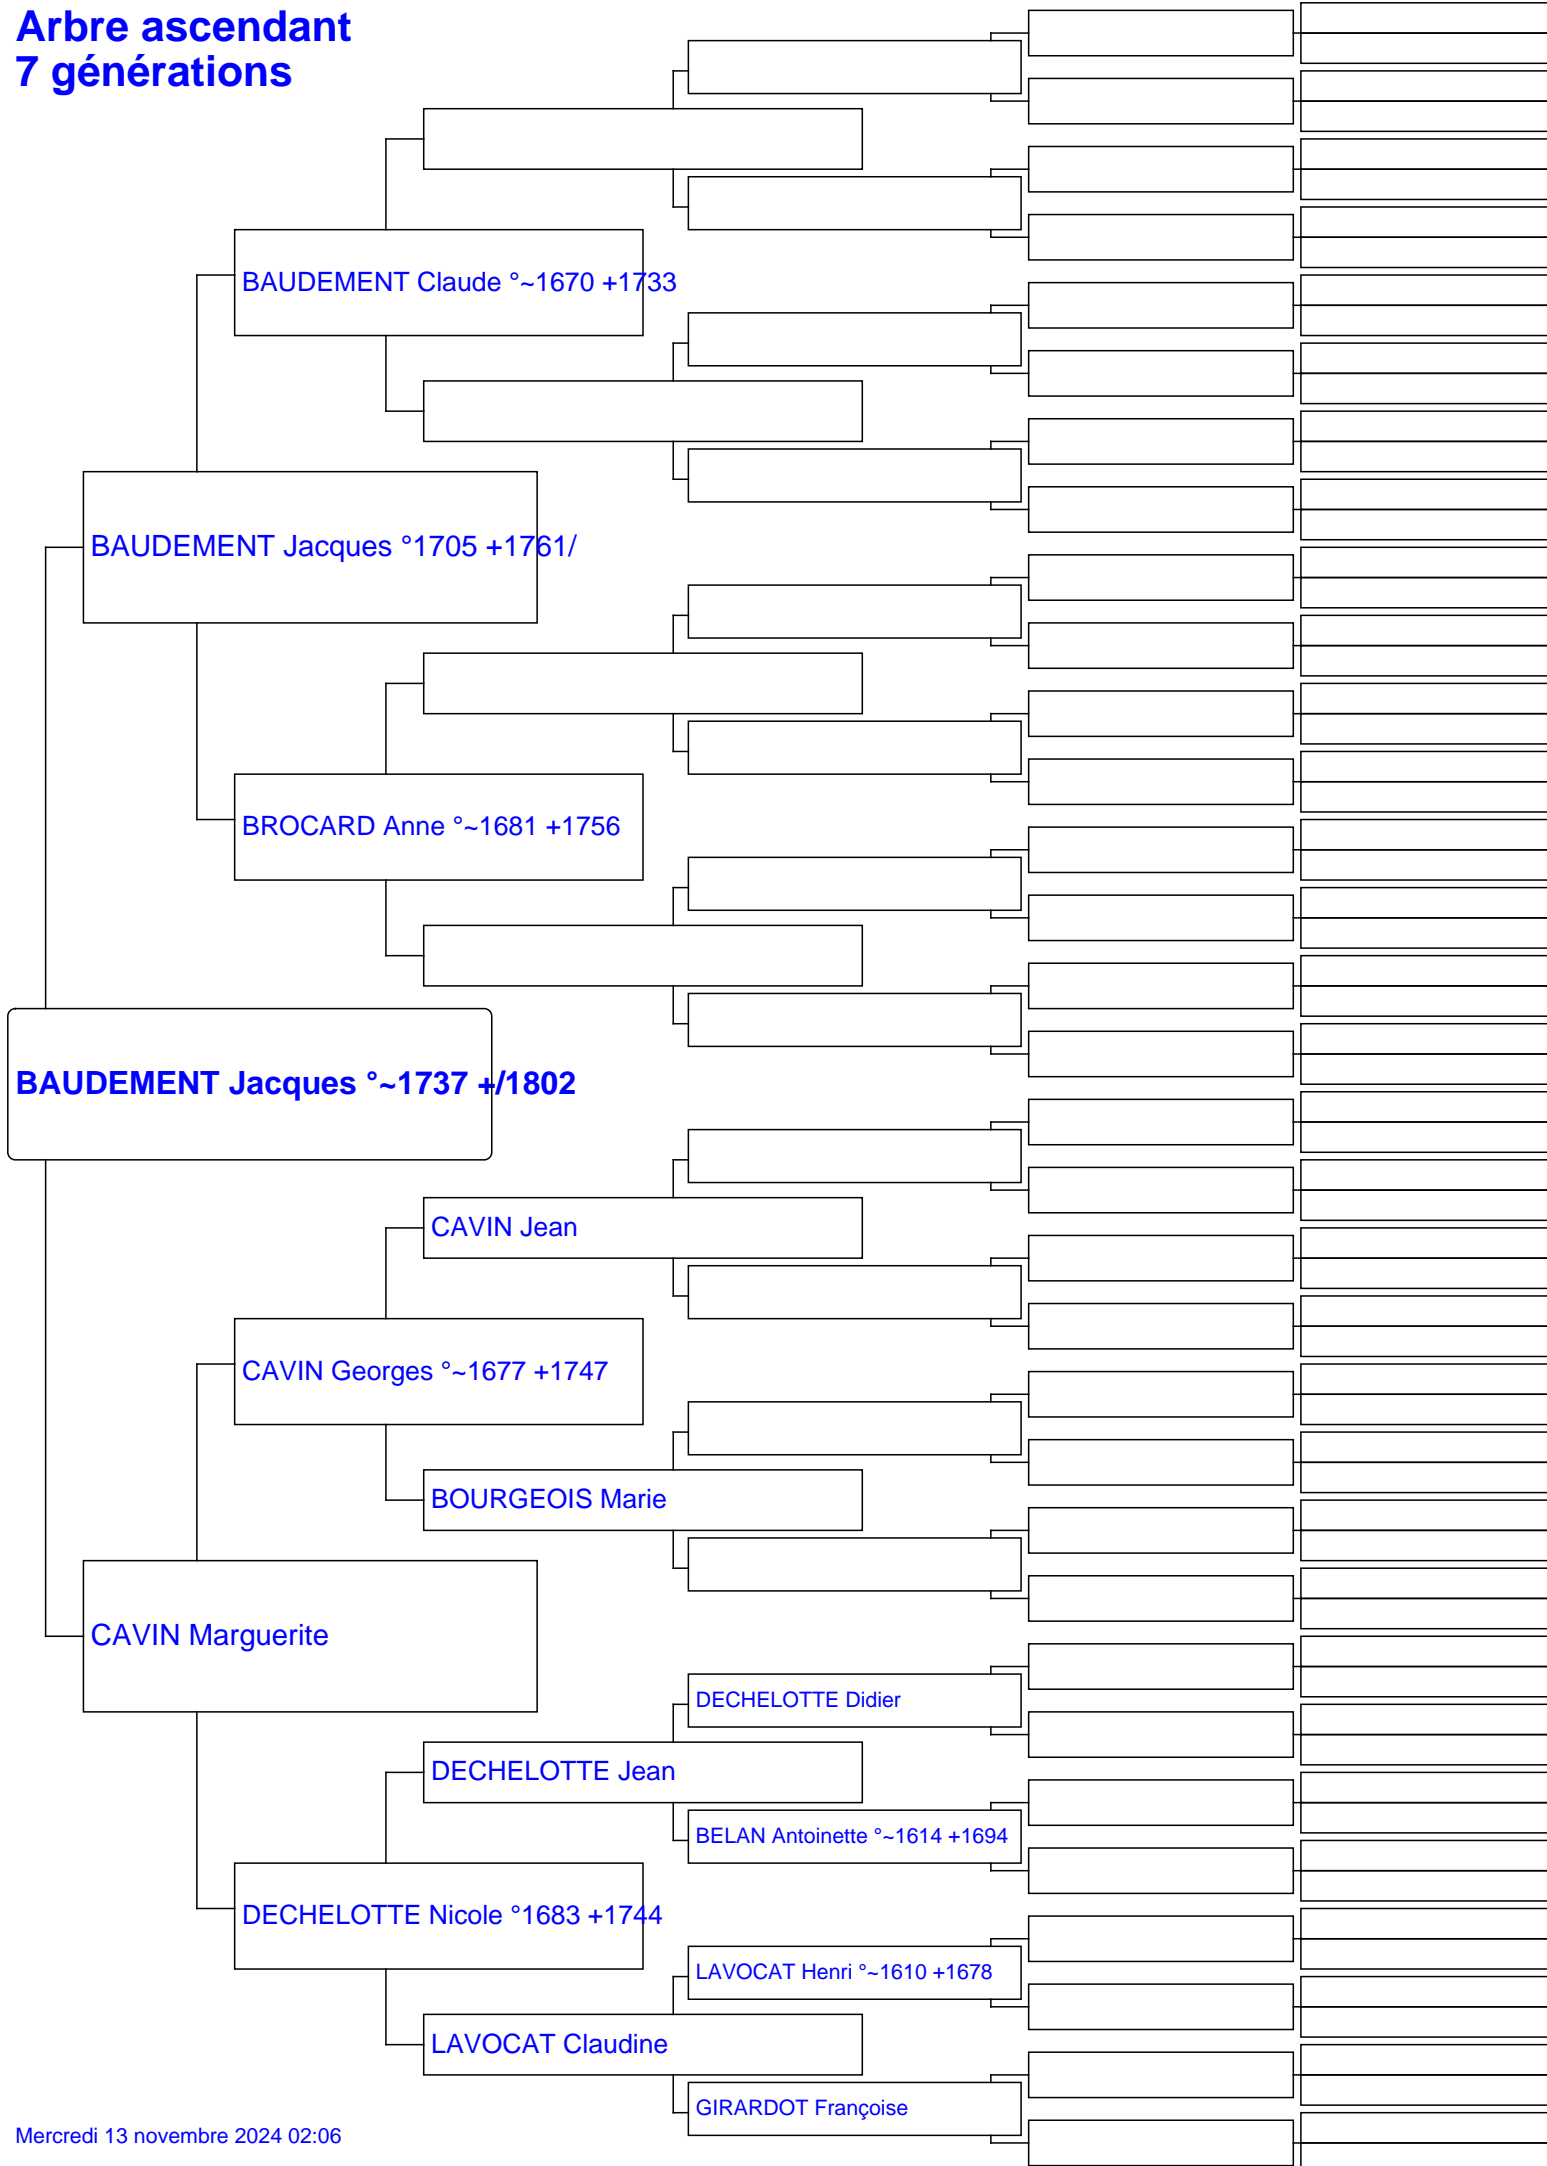 Arbre ascendant
7 générations
BAUDEMENT Claude °~1670 +1733
BAUDEMENT Jacques °1705 +1761/
BROCARD Anne °~1681 +1756
BAUDEMENT Jacques °~1737 +/1802
CAVIN Jean
CAVIN Georges °~1677 +1747
BOURGEOIS Marie
CAVIN Marguerite
DECHELOTTE Didier
DECHELOTTE Jean
BELAN Antoinette °~1614 +1694
DECHELOTTE Nicole °1683 +1744
LAVOCAT Henri °~1610 +1678
LAVOCAT Claudine
GIRARDOT Françoise
Mercredi 13 novembre 2024 02:06